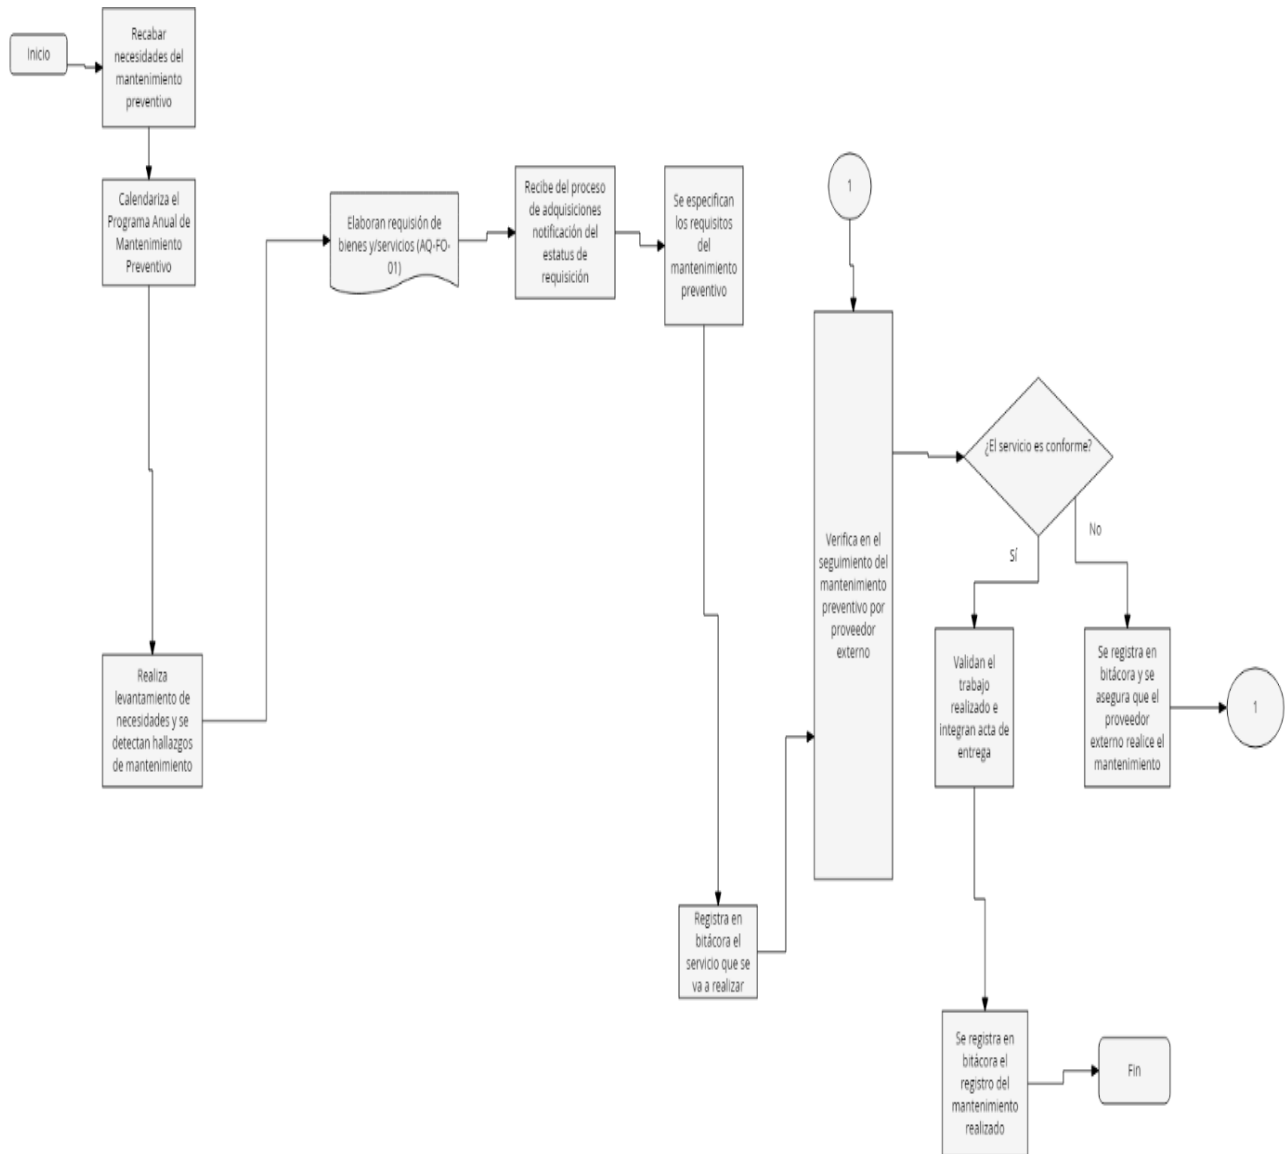 Inicio
Recabar
necesidades del
mantenimiento
preventivo
Calendariza el
Programa Anual de
Mantenimiento
Preventivo
Realiza
levantamiento de
necesidades y se
detectan hallazgos
de mantenimiento
Elaboran requisión de
bienes y/servicios (AQ-FO-
01)
Recibe del proceso
de adquisiciones
notificación del
estatus de
requisición
Se especifican
los requisitos
del
mantenimiento
preventivo
Registra en
bitácora el
servicio que se
va a realizar
1
Verifica en el
seguimiento del
mantenimiento
preventivo por
proveedor
externo
¿El servicio es conforme?
Sí
No
Validan el
trabajo
realizado e
integran acta de
entrega
Se registra en
bitácora y se
asegura que el
proveedor
externo realice el
mantenimiento
1
Se registra en
bitácora el
registro del
mantenimiento
realizado
Fin